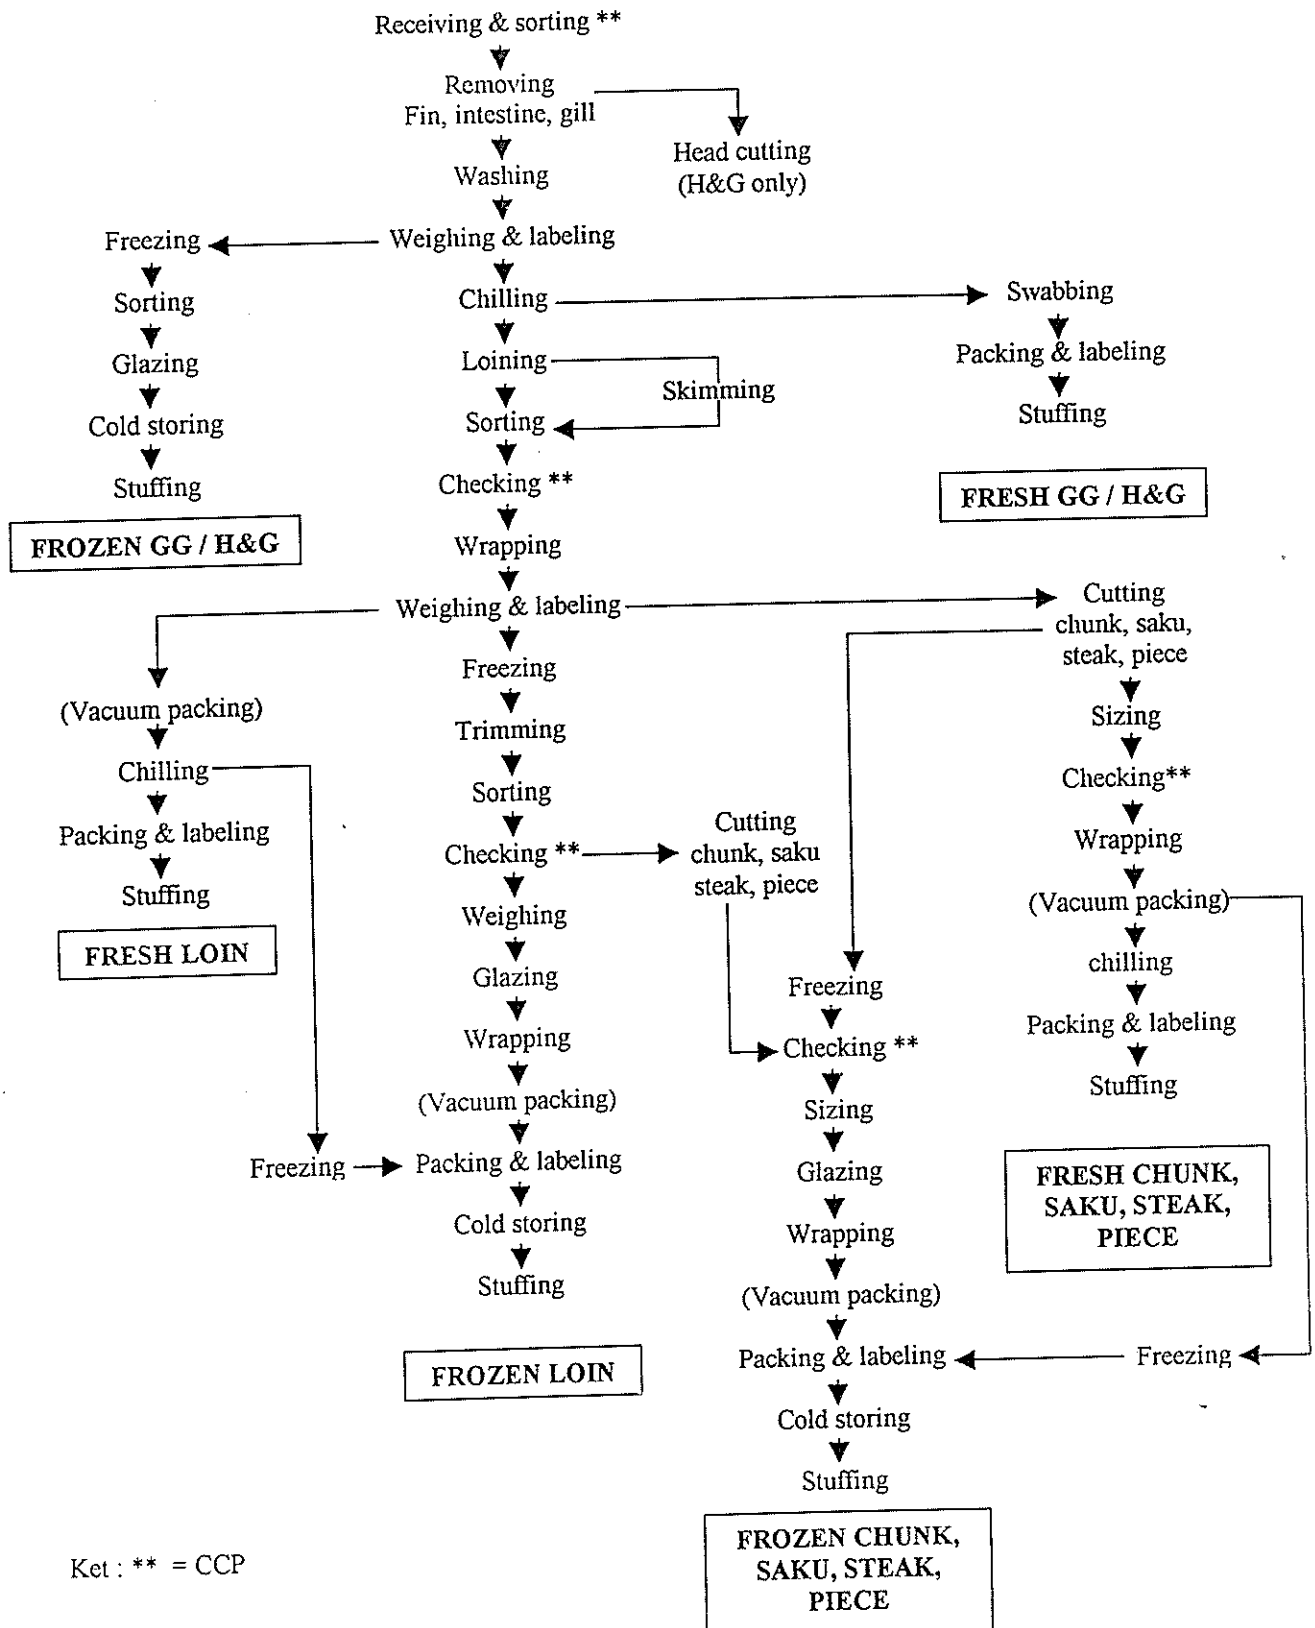 Receiving & sorting **
Removing
Fin, intestine, gill
Head cutting
(H&G only)
Washing
Weighing & labeling
Freezing
Sorting
Glazing
Cold storing
Stuffing
FROZEN GG / H&G
Chilling
Loining
Skimming
Sorting
Checking **
Wrapping
Weighing & labeling
Swabbing
Packing & labeling
Stuffing
FRESH GG / H&G
(Vacuum packing)
Chilling
Packing & labeling
Stuffing
FRESH LOIN
Freezing
Freezing
Trimming
Sorting
Checking **
Weighing
Glazing
Wrapping
(Vacuum packing)
Packing & labeling
Cold storing
Stuffing
FROZEN LOIN
Cutting
chunk, saku
steak, piece
Freezing
Checking **
Sizing
Glazing
Wrapping
(Vacuum packing)
Packing & labeling
Cold storing
Stuffing
FROZEN CHUNK,
SAKU, STEAK,
PIECE
Cutting
chunk, saku,
steak, piece
Sizing
Checking**
Wrapping
(Vacuum packing)
chilling
Packing & labeling
Stuffing
FRESH CHUNK,
SAKU, STEAK,
PIECE
Freezing
Ket : ** = CCP